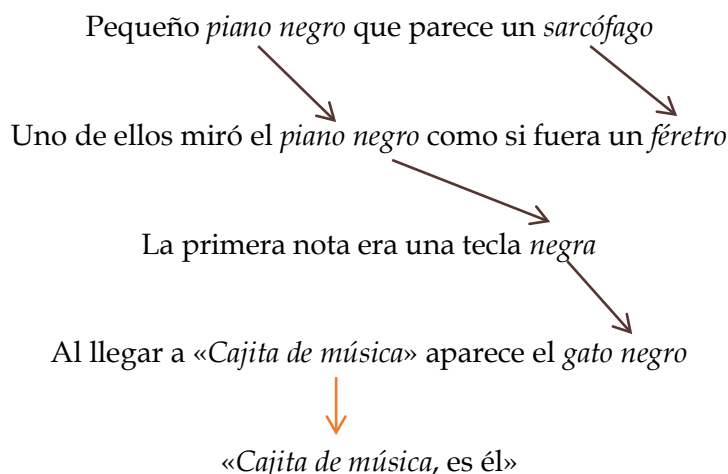 Pequeño piano negro que parece un sarcófago
Uno de ellos miró el piano negro como si fuera un féretro
La primera nota era una tecla negra
Al llegar a «Cajita de música» aparece el gato negro
«Cajita de música, es él»